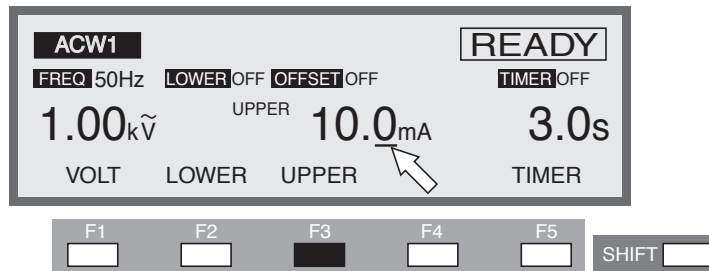 ACW1 READY
FREQ 50Hz LOWER OFF OFFSET OFF TIMER OFF
1.00kṼ UPPER 10.0mA 3.0s
VOLT LOWER UPPER TIMER
F1 F2 F3 F4 F5
SHIFT